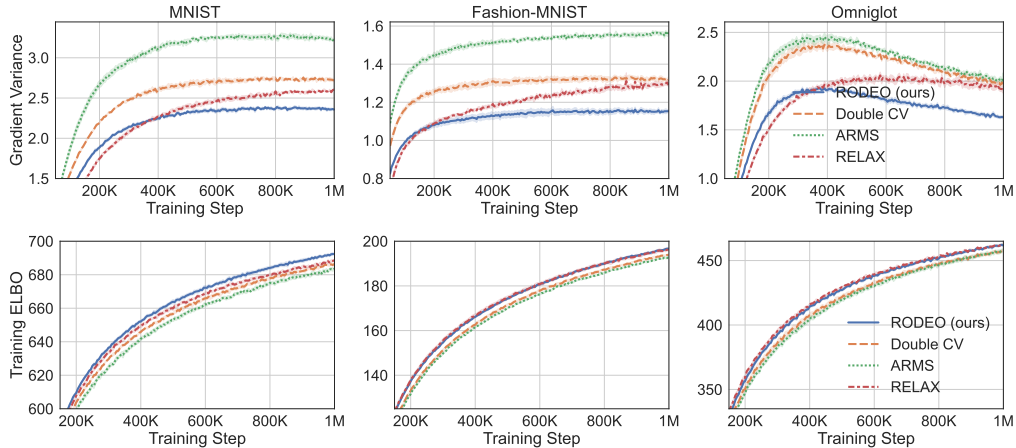 MNIST
Fashion-MNIST
Omniglot
Gradient Variance
3.0
2.5
2.0
1.5
200K 400K 600K 800K 1M
Training Step
1.6
1.4
1.2
1.0
0.8
200K 400K 600K 800K 1M
Training Step
2.5
2.0
1.5
1.0
200K 400K 600K 800K 1M
Training Step
RODEO (ours)
Double CV
ARMS
RELAX
Training ELBO
700
680
660
640
620
600
200K 400K 600K 800K 1M
Training Step
200
180
160
140
200K 400K 600K 800K 1M
Training Step
450
400
350
200K 400K 600K 800K 1M
Training Step
RODEO (ours)
Double CV
ARMS
RELAX